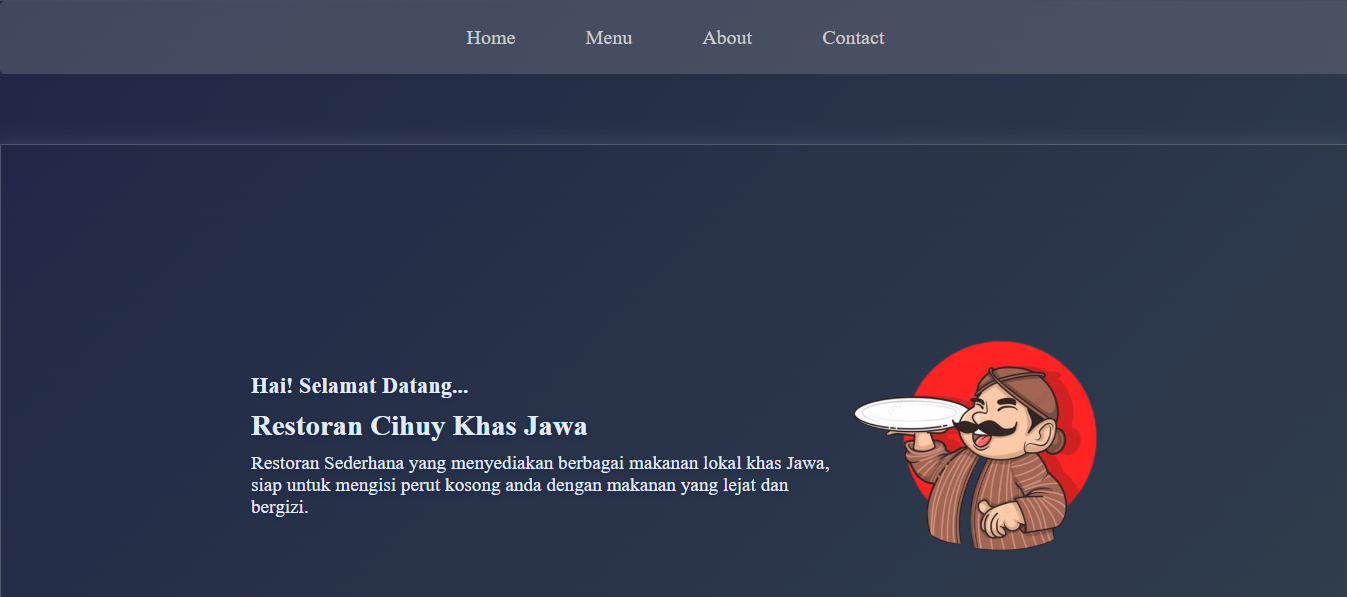 Home Menu About Contact
Hai! Selamat Datang...
Restoran Cihuy Khas Jawa
Restoran Sederhana yang menyediakan berbagai makanan lokal khas Jawa,
siap untuk mengisi perut kosong anda dengan makanan yang lejat dan
bergizi.